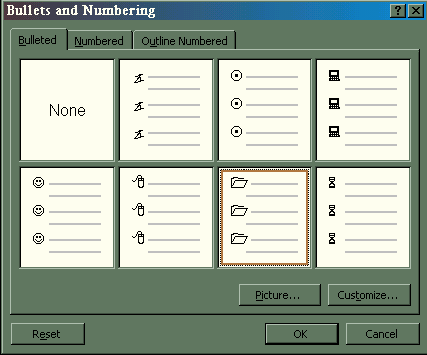 Bullets and Numbering
Bulleted Numbered Outline Numbered
None
Picture... Customize...
Reset OK Cancel